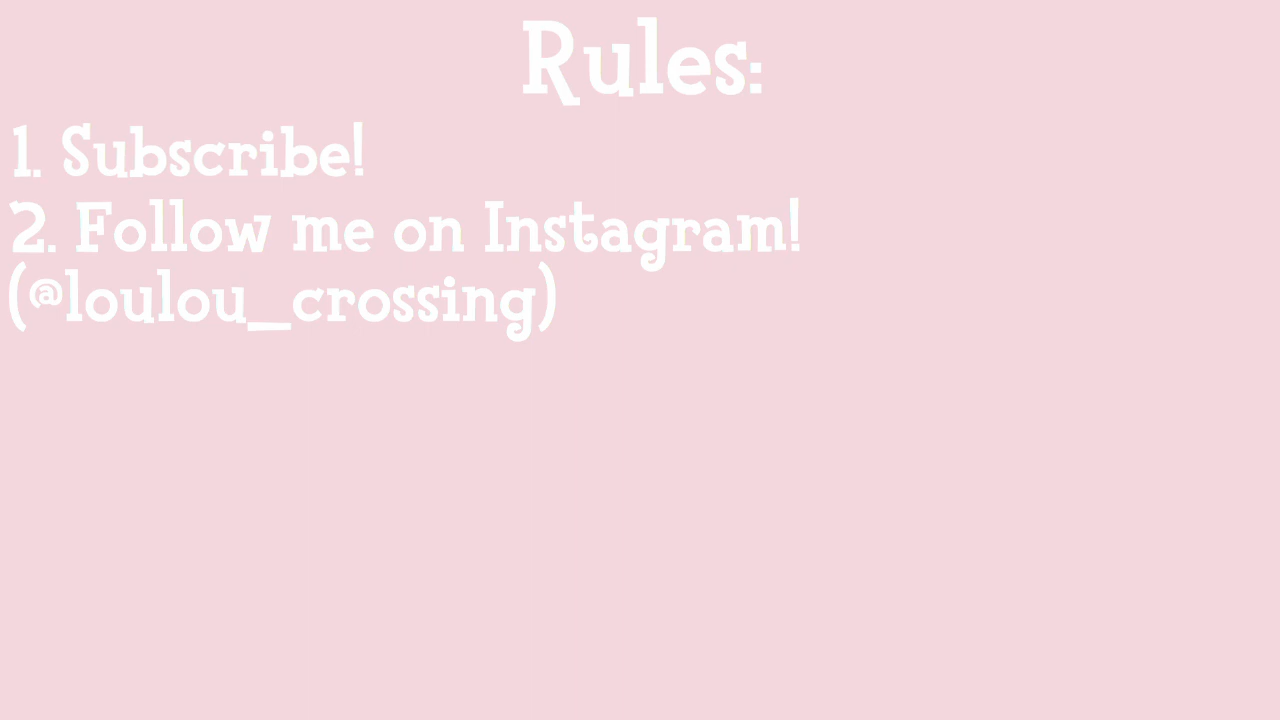 Rules:
1. Subscribe!
2. Follow me on Instagram!
(@loulou_crossing)